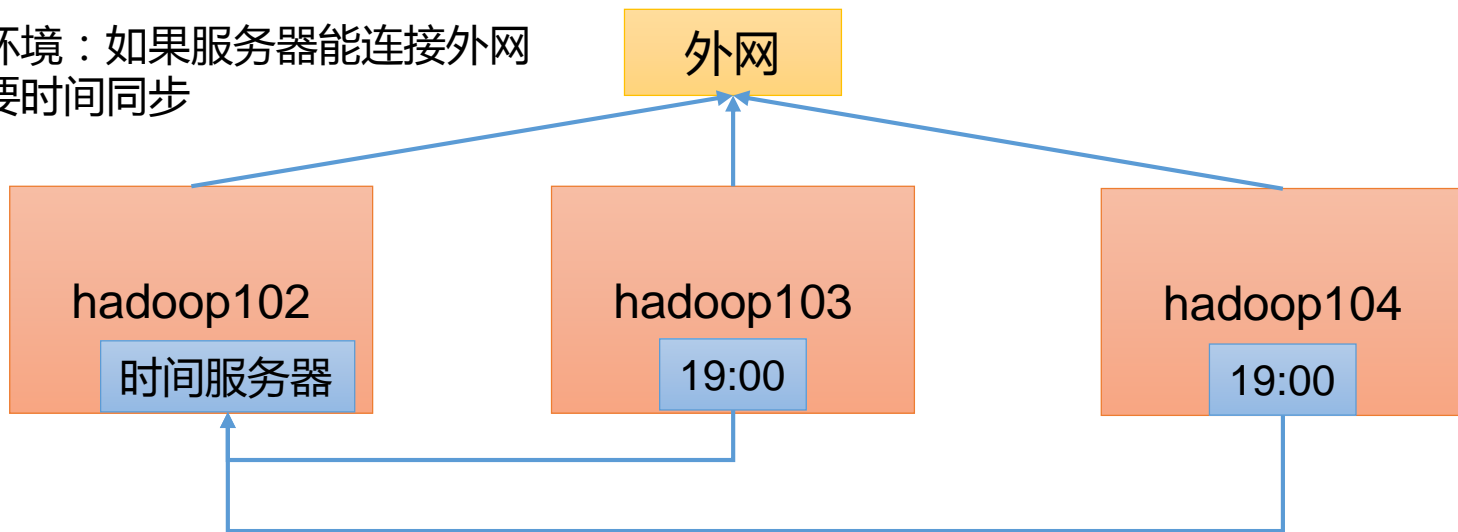 环境：如果服务器能连接外网
要时间同步
外网
hadoop102
时间服务器
hadoop103
19:00
hadoop104
19:00